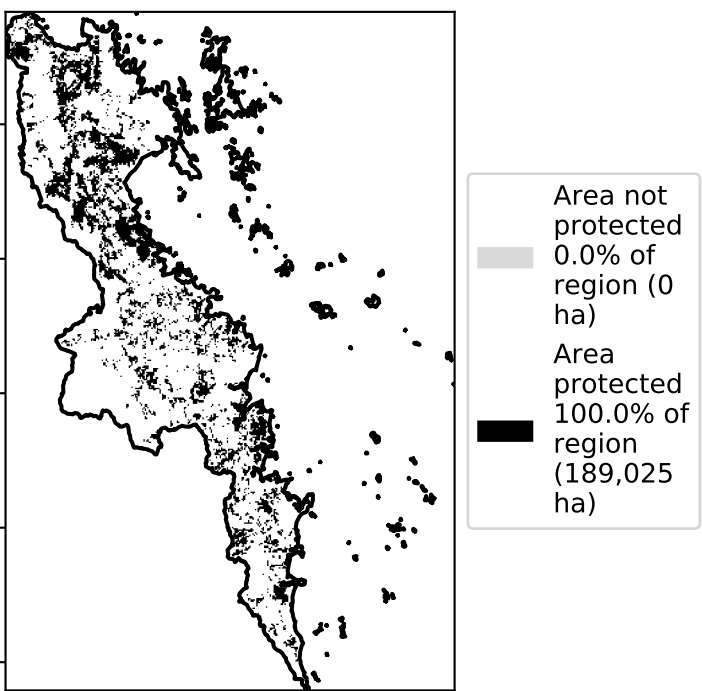 Area not
protected
0.0% of
region (0
ha)
Area
protected
100.0% of
region
(189,025
ha)